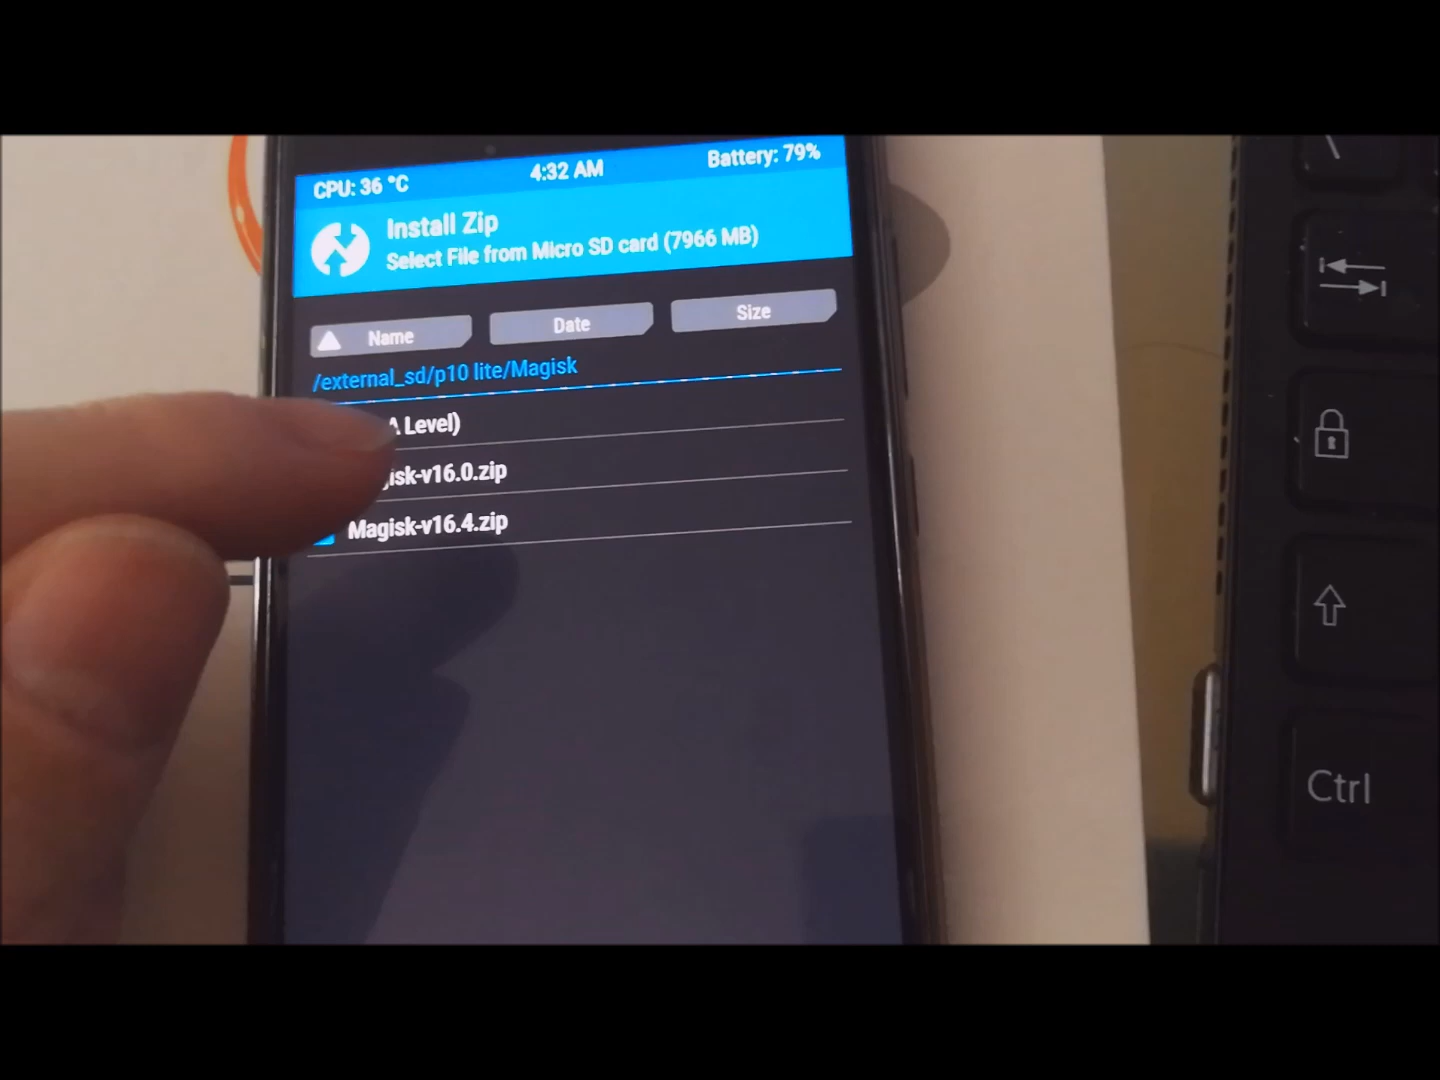 CPU: 36 °C 4:32 AM Battery: 79%
Install Zip
Select File from Micro SD card (7966 MB)
Name Date Size
/external_sd/p10 lite/Magisk
Level)
isk-v16.0.zip
Magisk-v16.4.zip
Ctrl